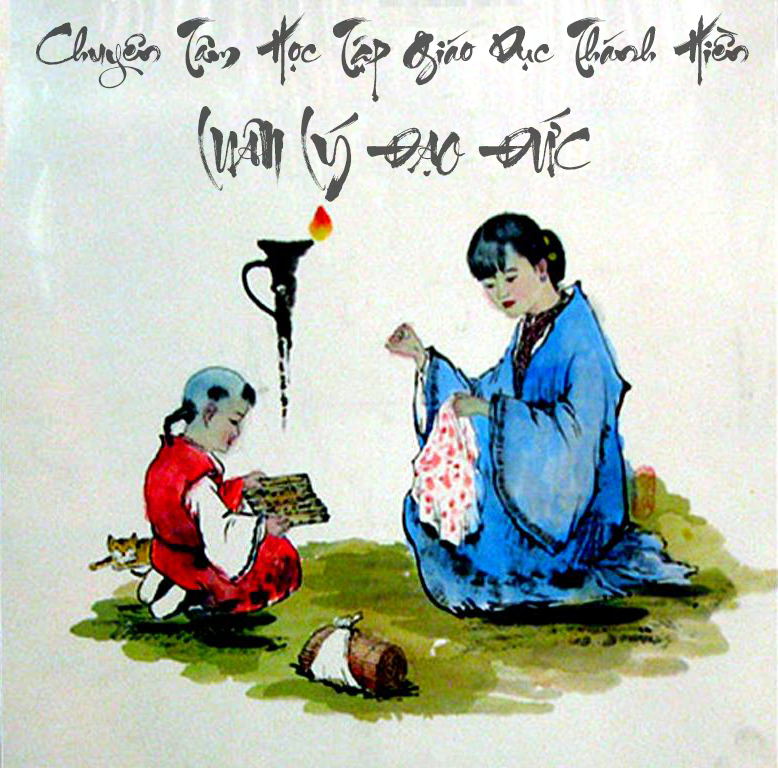 Chuyên Tâm Học Tập Giáo Dục Thánh Hiền
Luân Lý Đạo Đức